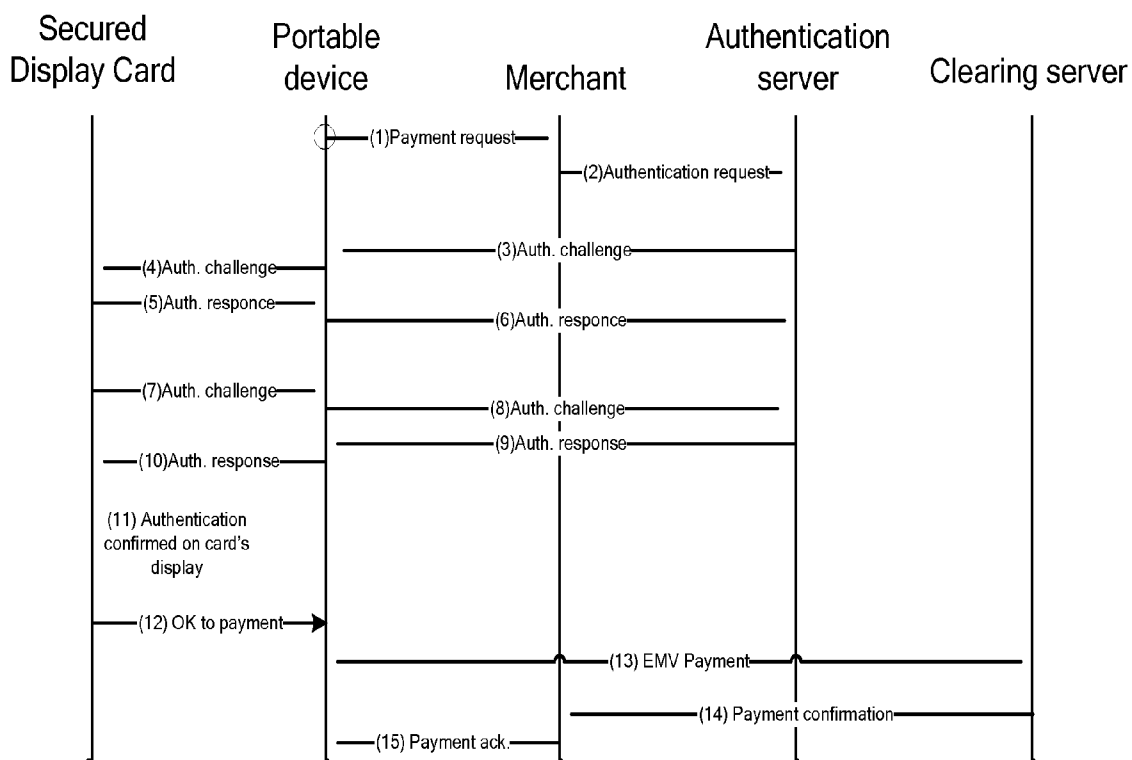 Secured
Display Card
Portable
device
Merchant
Authentication
server
Clearing server
(1)Payment request
(2)Authentication request
(3)Auth. challenge
(4)Auth. challenge
(5)Auth. responce
(6)Auth. responce
(7)Auth. challenge
(8)Auth. challenge
(9)Auth. response
(10)Auth. response
(11) Authentication
confirmed on card's
display
(12) OK to payment
(13) EMV Payment
(14) Payment confirmation
(15) Payment ack.